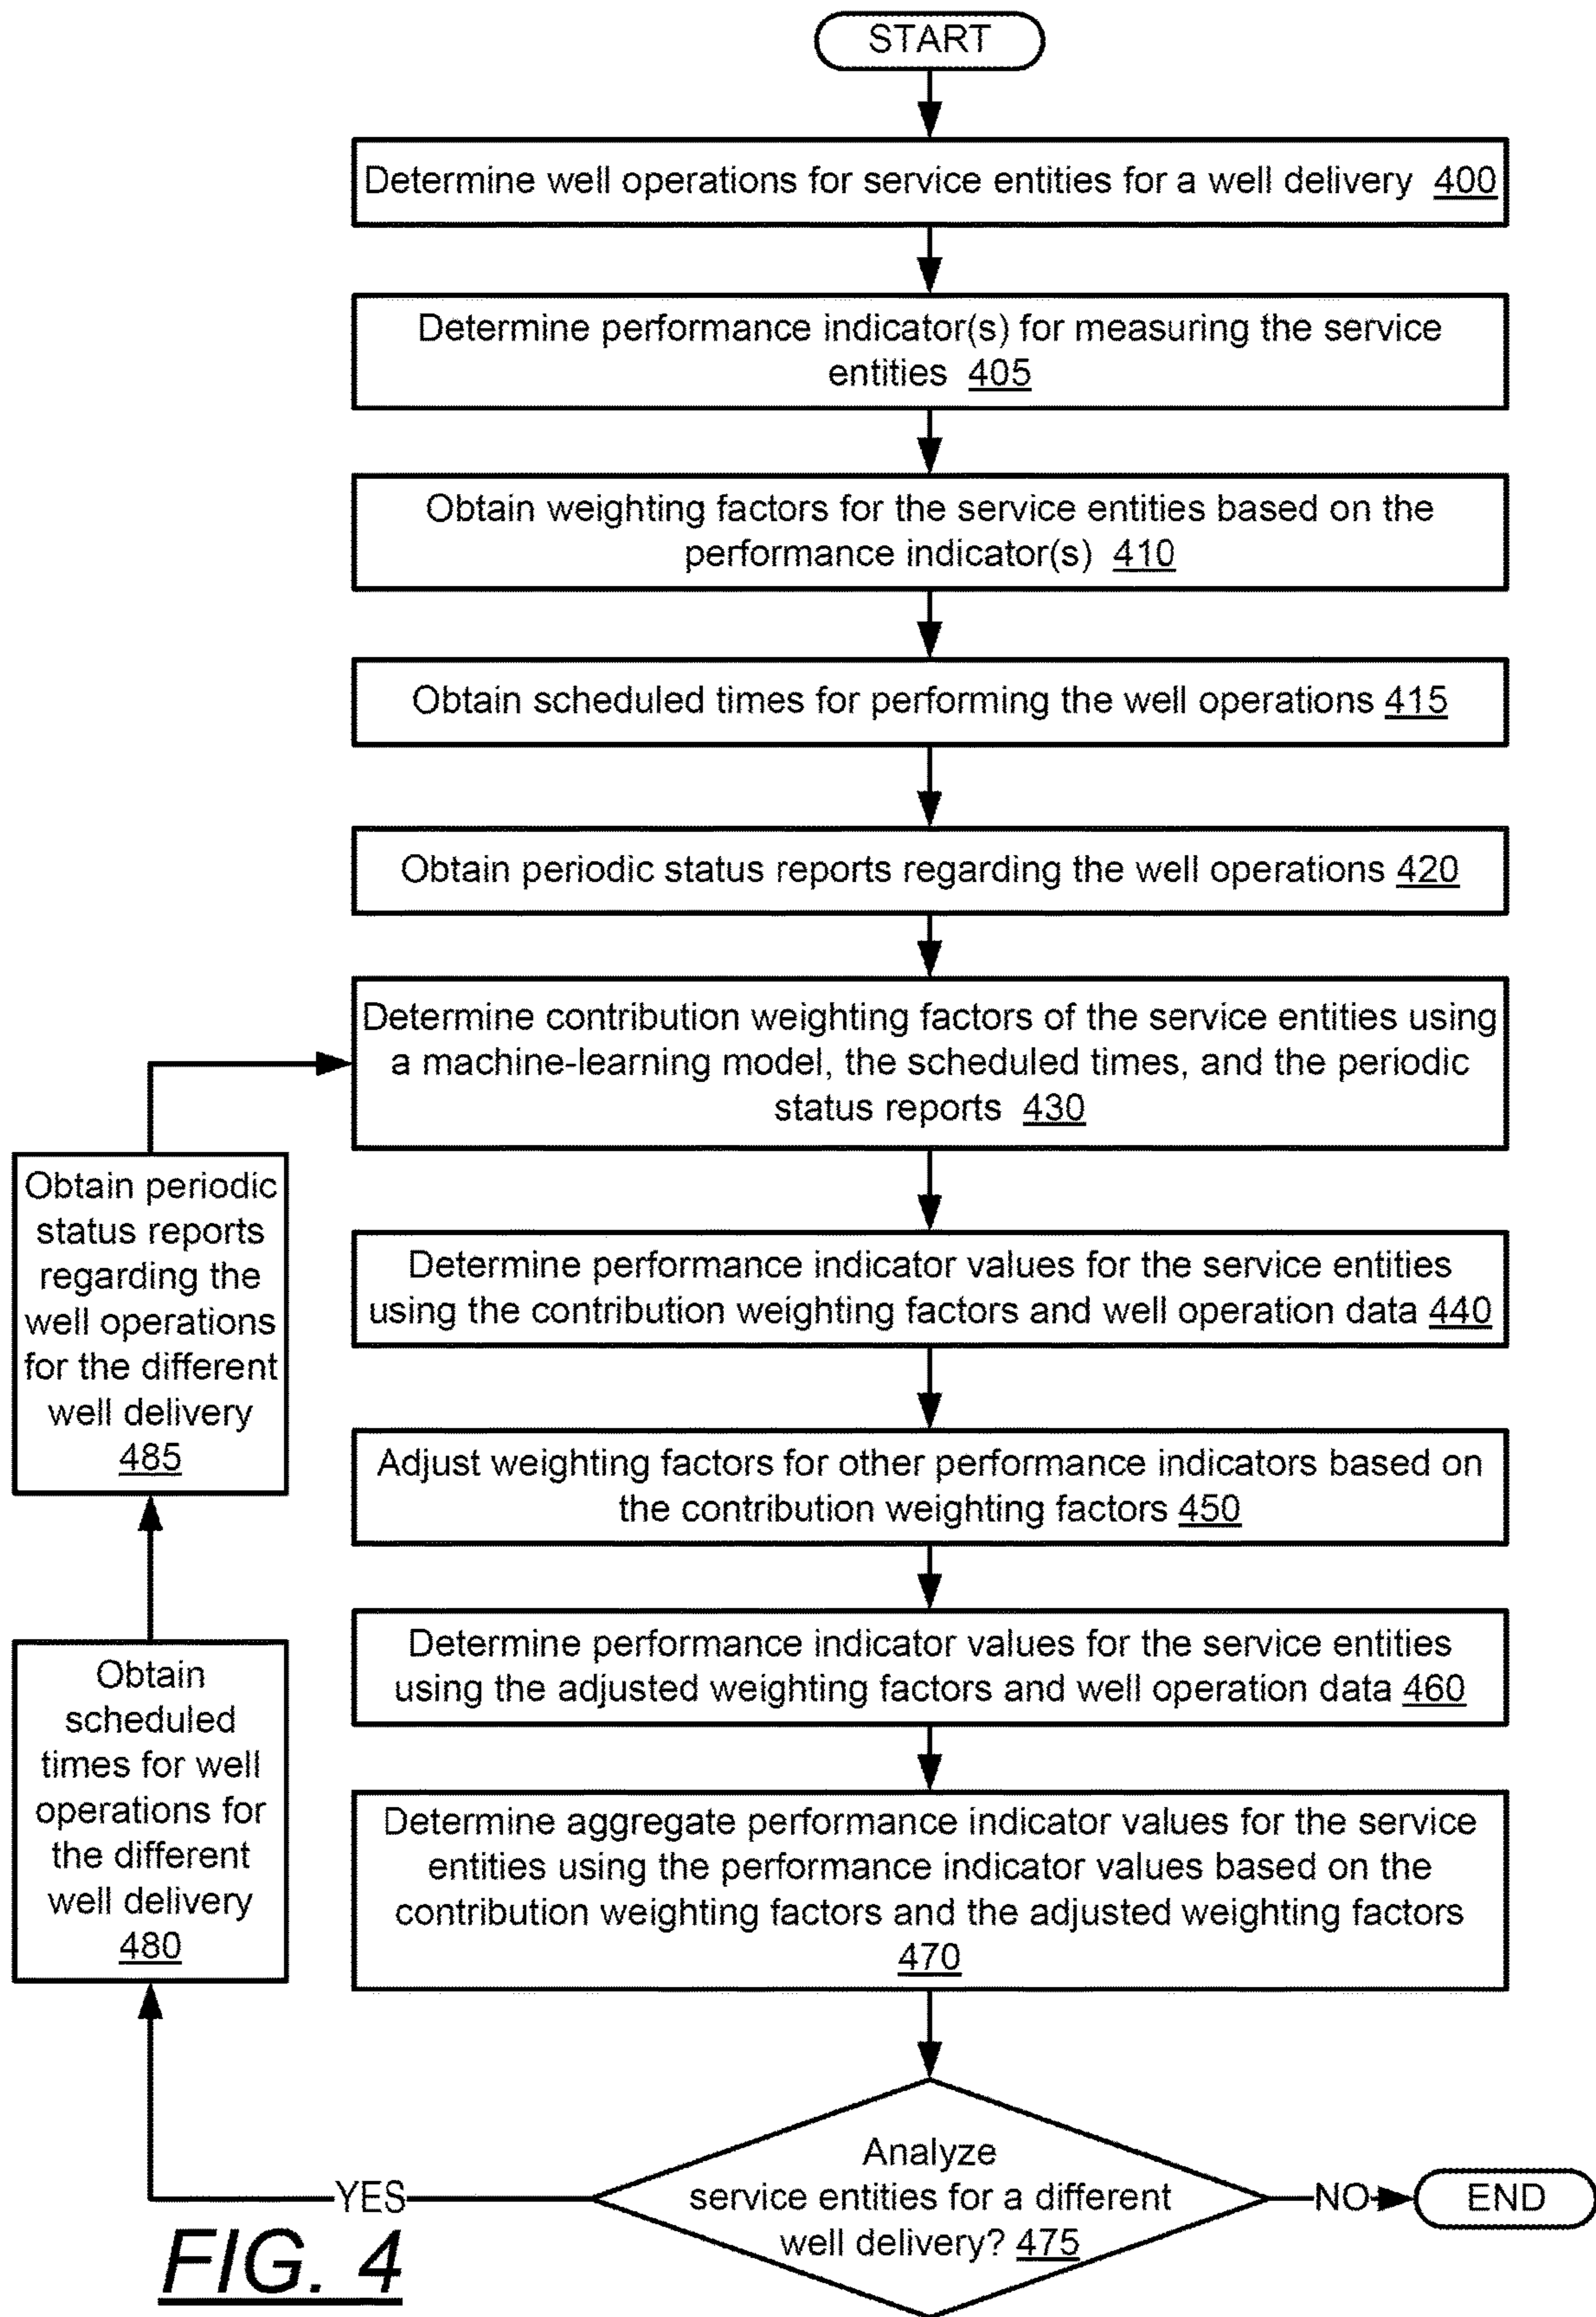 START
Determine well operations for service entities for a well delivery 400
Determine performance indicator(s) for measuring the service
entities 405
Obtain weighting factors for the service entities based on the
performance indicator(s) 410
Obtain scheduled times for performing the well operations 415
Obtain periodic status reports regarding the well operations 420
Determine contribution weighting factors of the service entities using
a machine-learning model, the scheduled times, and the periodic
status reports 430
Determine performance indicator values for the service entities
using the contribution weighting factors and well operation data 440
Adjust weighting factors for other performance indicators based on
the contribution weighting factors 450
Determine performance indicator values for the service entities
using the adjusted weighting factors and well operation data 460
Determine aggregate performance indicator values for the service
entities using the performance indicator values based on the
contribution weighting factors and the adjusted weighting factors
470
Analyze
service entities for a different
well delivery? 475
YES
NO
END
Obtain
scheduled
times for well
operations for
the different
well delivery
480
Obtain periodic
status reports
regarding the
well operations
for the different
well delivery
485
FIG. 4